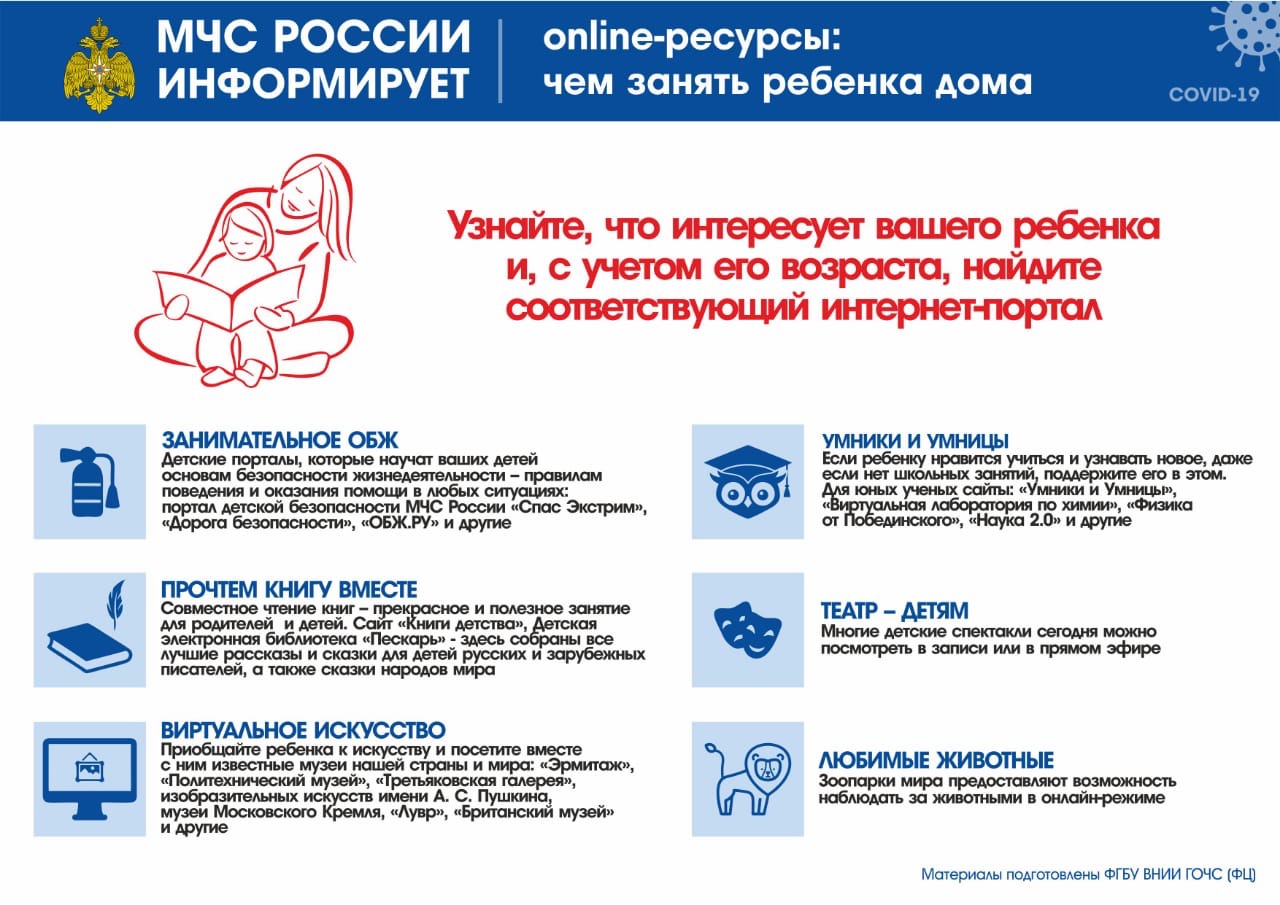 МЧС РОССИИ
ИНФОРМИРУЕТ
online-ресурсы:
чем занять ребенка дома
COVID-19
Узнайте, что интересует вашего ребенка
и, с учетом его возраста, найдите
соответствующий интернет-портал
ЗАНИМАТЕЛЬНОЕ ОБЖ
Детские порталы, которые научат ваших детей
основам безопасности жизнедеятельности – правилам
поведения и оказания помощи в любых ситуациях:
портал детской безопасности МЧС России «Спас Экстрим»,
«Дорога безопасности», «ОБЖ.РУ» и другие
ПРОЧТЕМ КНИГУ ВМЕСТЕ
Совместное чтение книг – прекрасное и полезное занятие
для родителей и детей. Сайт «Книги детства», Детская
электронная библиотека «Пескарь» - здесь собраны все
лучшие рассказы и сказки для детей русских и зарубежных
писателей, а также сказки народов мира
ВИРТУАЛЬНОЕ ИСКУССТВО
Приобщайте ребенка к искусству и посетите вместе
с ним известные музеи нашей страны и мира: «Эрмитаж»,
«Политехнический музей», «Третьяковская галерея»,
изобразительных искусств имени А. С. Пушкина,
музеи Московского Кремля, «Лувр», «Британский музей»
и другие
УМНИКИ И УМНИЦЫ
Если ребенку нравится учиться и узнавать новое, даже
если нет школьных занятий, поддержите его в этом.
Для юных ученых сайты: «Умники и Умницы»,
«Виртуальная лаборатория по химии», «Физика
от Побединского», «Наука 2.0» и другие
ТЕАТР – ДЕТЯМ
Многие детские спектакли сегодня можно
посмотреть в записи или в прямом эфире
ЛЮБИМЫЕ ЖИВОТНЫЕ
Зоопарки мира предоставляют возможность
наблюдать за животными в онлайн-режиме
Материалы подготовлены ФГБУ ВНИИ ГОЧС (ФЦ)